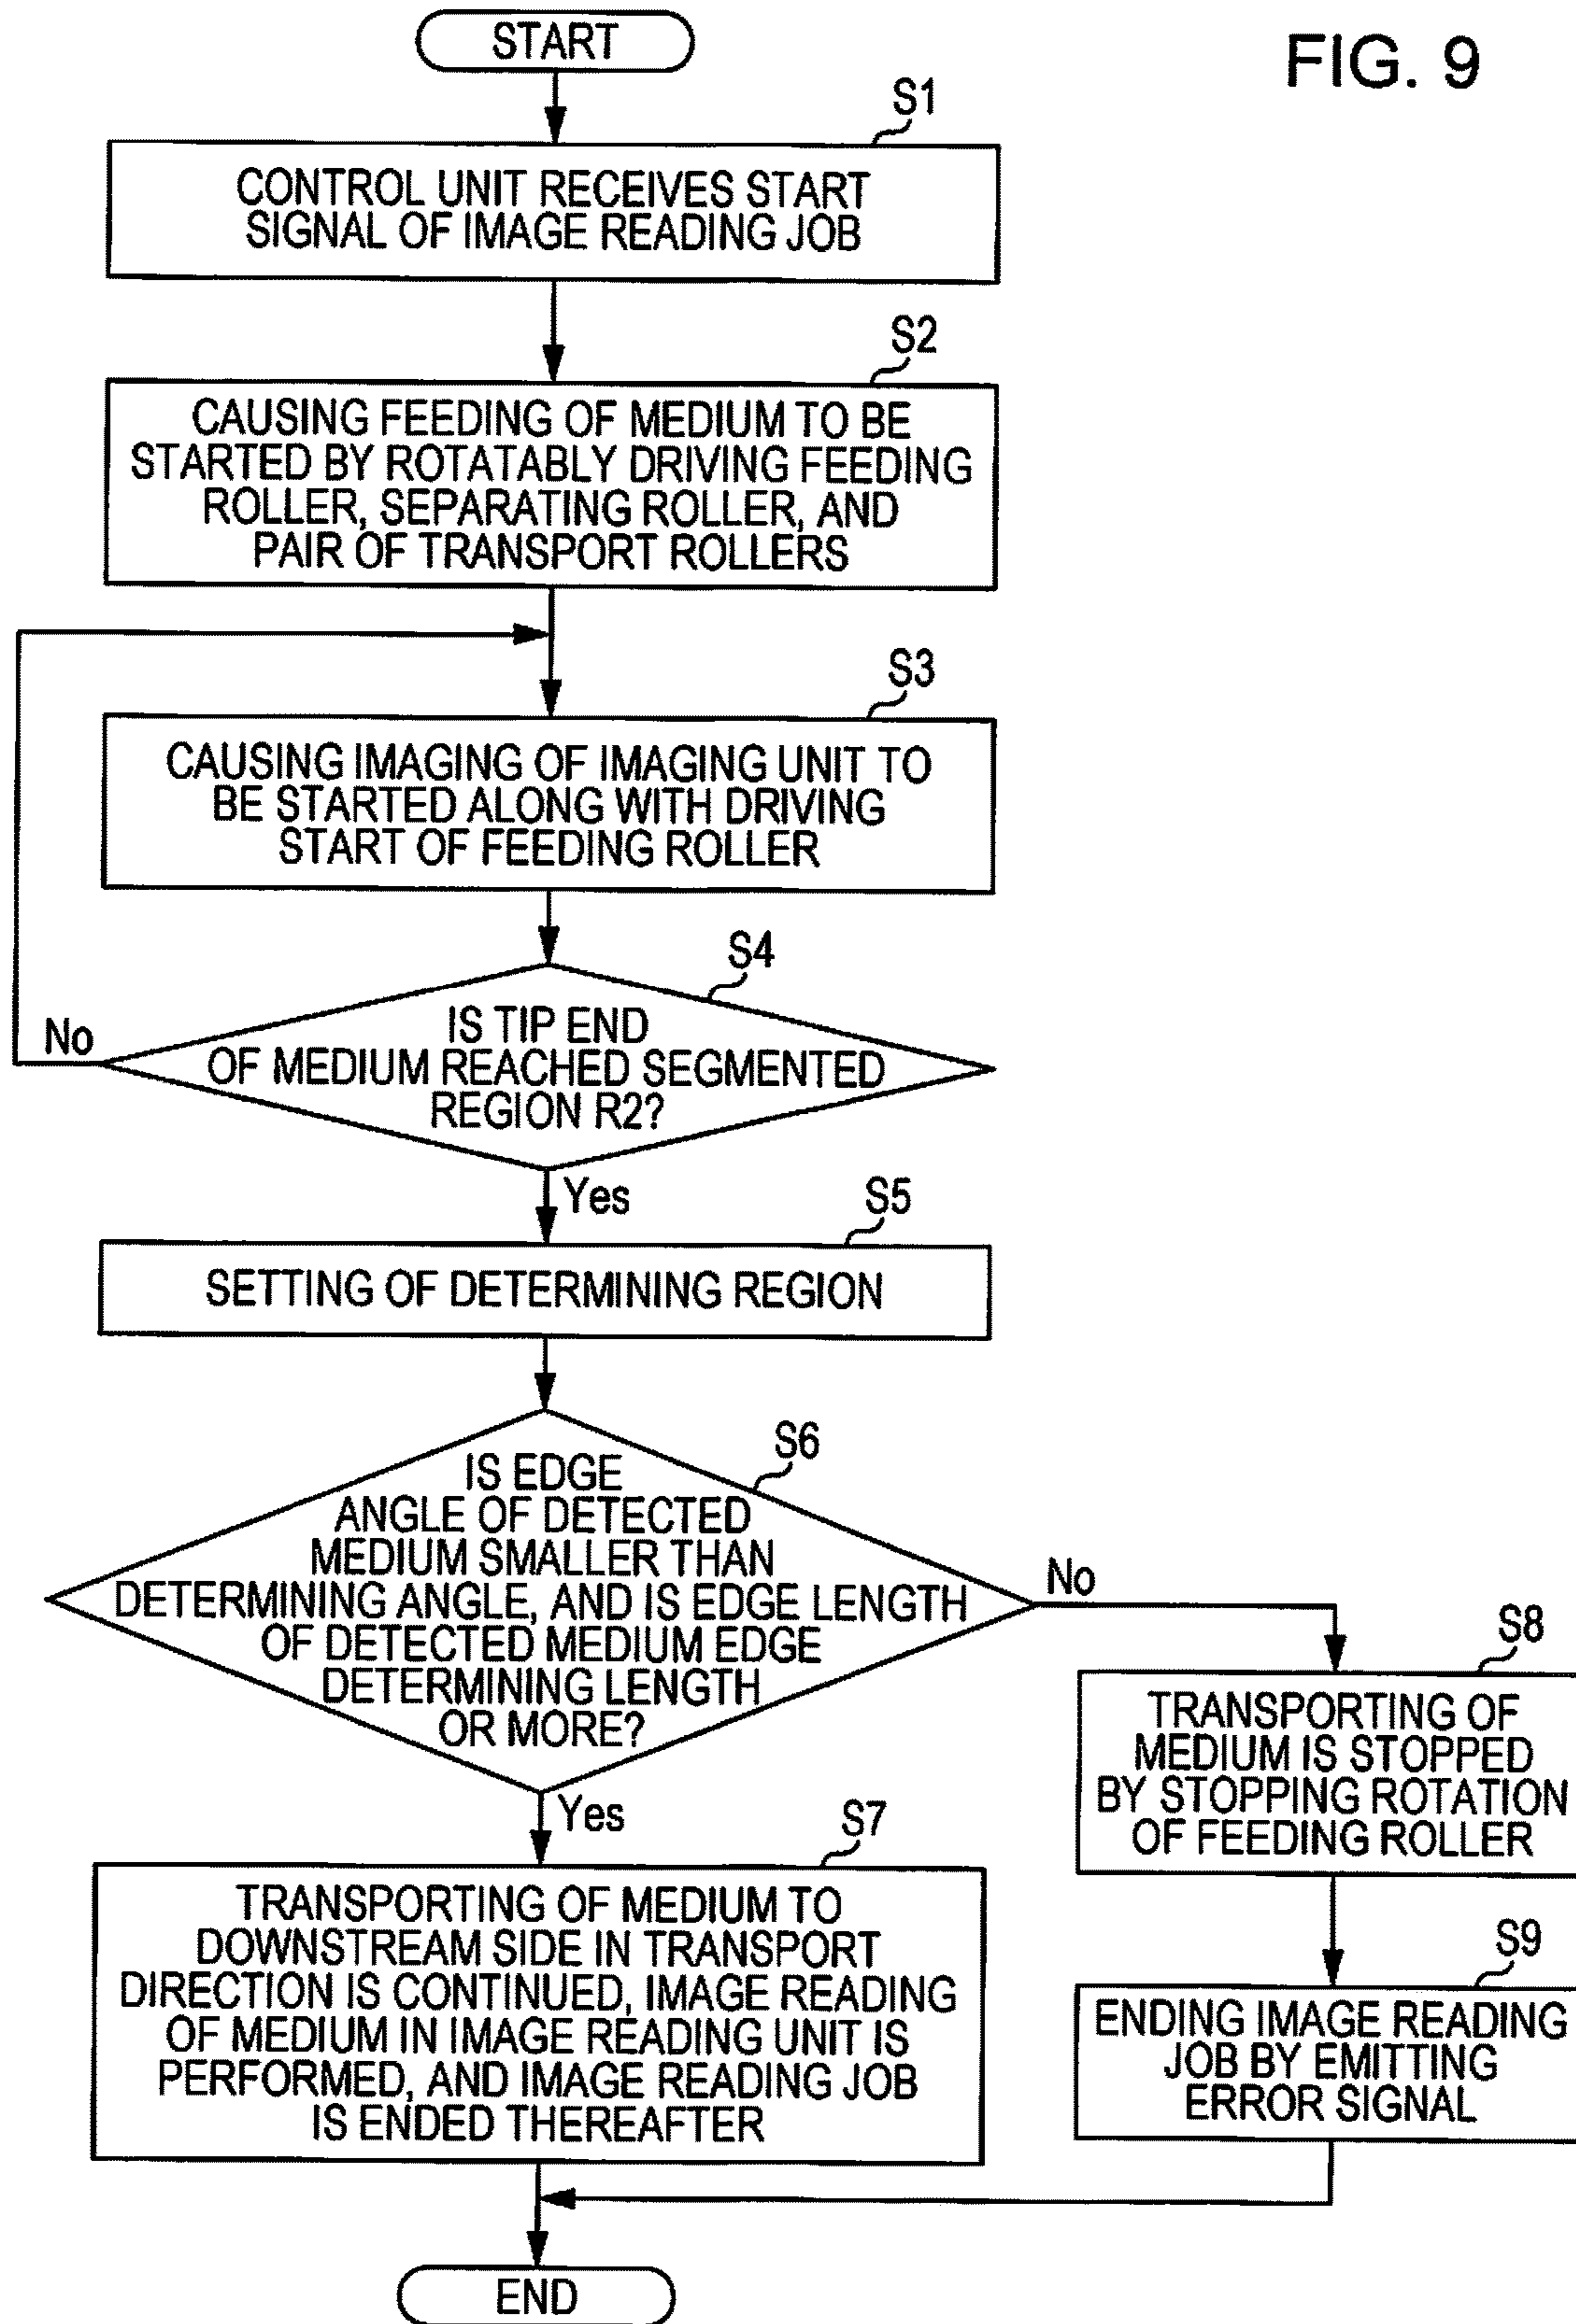 FIG. 9
START
S1
CONTROL UNIT RECEIVES START
SIGNAL OF IMAGE READING JOB
S2
CAUSING FEEDING OF MEDIUM TO BE
STARTED BY ROTATABLY DRIVING FEEDING
ROLLER, SEPARATING ROLLER, AND
PAIR OF TRANSPORT ROLLERS
S3
CAUSING IMAGING OF IMAGING UNIT TO
BE STARTED ALONG WITH DRIVING
START OF FEEDING ROLLER
S4
IS TIP END
OF MEDIUM REACHED SEGMENTED
REGION R2?
No
Yes
S5
SETTING OF DETERMINING REGION
S6
IS EDGE
ANGLE OF DETECTED
MEDIUM SMALLER THAN
DETERMINING ANGLE, AND IS EDGE LENGTH
OF DETECTED MEDIUM EDGE
DETERMINING LENGTH
OR MORE?
No
Yes
S7
TRANSPORTING OF MEDIUM TO
DOWNSTREAM SIDE IN TRANSPORT
DIRECTION IS CONTINUED, IMAGE READING
OF MEDIUM IN IMAGE READING UNIT IS
PERFORMED, AND IMAGE READING JOB
IS ENDED THEREAFTER
S8
TRANSPORTING OF
MEDIUM IS STOPPED
BY STOPPING ROTATION
OF FEEDING ROLLER
S9
ENDING IMAGE READING
JOB BY EMITTING
ERROR SIGNAL
END